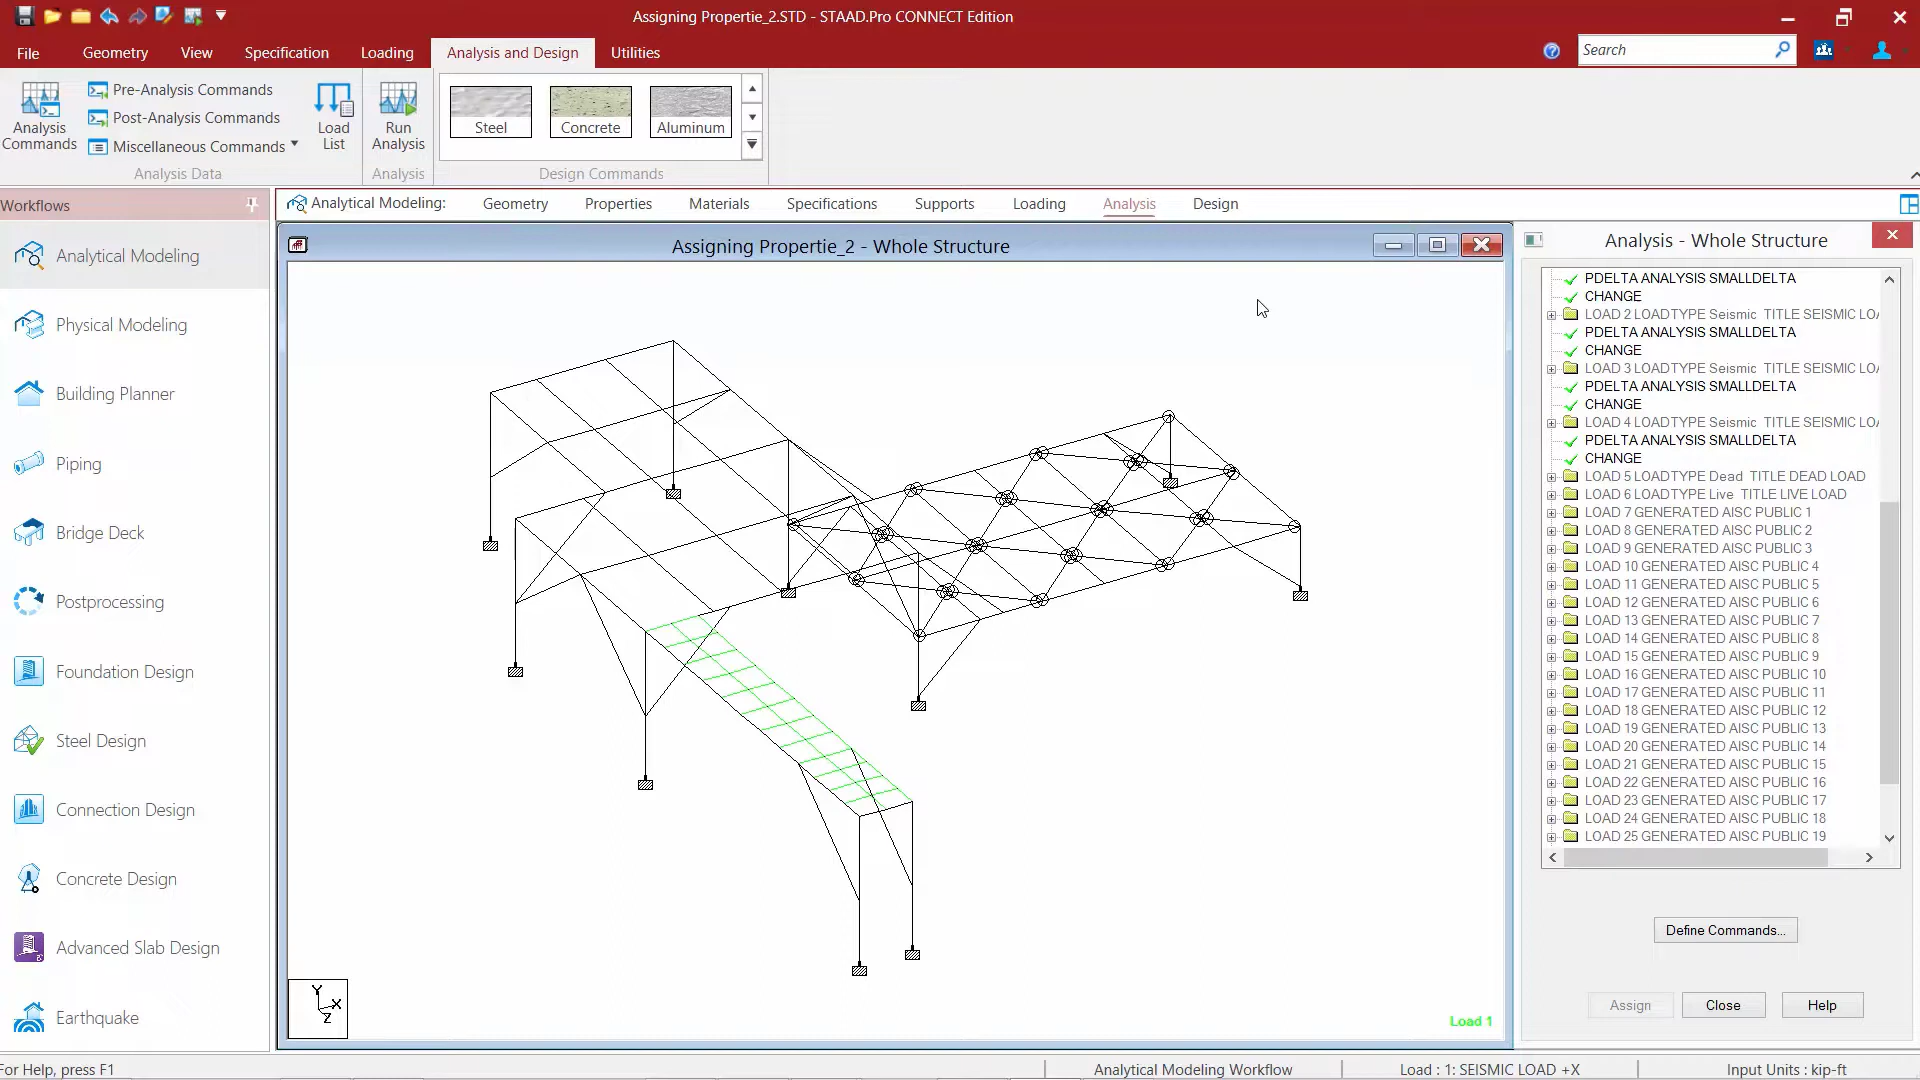 Assigning Propertie_2.STD - STAAD.Pro CONNECT Edition
File
Geometry
View
Specification
Loading
Analysis and Design
Utilities
Search
Analysis
Commands
Pre-Analysis Commands
Post-Analysis Commands
Miscellaneous Commands
Load
List
Run
Analysis
Steel
Concrete
Aluminum
Analysis Data
Analysis
Design Commands
Workflows
Analytical Modeling:
Geometry
Properties
Materials
Specifications
Supports
Loading
Analysis
Design
Analytical Modeling
Physical Modeling
Building Planner
Piping
Bridge Deck
Postprocessing
Foundation Design
Steel Design
Connection Design
Concrete Design
Advanced Slab Design
Earthquake
Assigning Propertie_2 - Whole Structure
Y
X
Z
Load 1
Analysis - Whole Structure
PDELTA ANALYSIS SMALLDELTA
CHANGE
LOAD 2 LOADTYPE Seismic TITLE SEISMIC LOA
PDELTA ANALYSIS SMALLDELTA
CHANGE
LOAD 3 LOADTYPE Seismic TITLE SEISMIC LOA
PDELTA ANALYSIS SMALLDELTA
CHANGE
LOAD 4 LOADTYPE Seismic TITLE SEISMIC LOA
PDELTA ANALYSIS SMALLDELTA
CHANGE
LOAD 5 LOADTYPE Dead TITLE DEAD LOAD
LOAD 6 LOADTYPE Live TITLE LIVE LOAD
LOAD 7 GENERATED AISC PUBLIC 1
LOAD 8 GENERATED AISC PUBLIC 2
LOAD 9 GENERATED AISC PUBLIC 3
LOAD 10 GENERATED AISC PUBLIC 4
LOAD 11 GENERATED AISC PUBLIC 5
LOAD 12 GENERATED AISC PUBLIC 6
LOAD 13 GENERATED AISC PUBLIC 7
LOAD 14 GENERATED AISC PUBLIC 8
LOAD 15 GENERATED AISC PUBLIC 9
LOAD 16 GENERATED AISC PUBLIC 10
LOAD 17 GENERATED AISC PUBLIC 11
LOAD 18 GENERATED AISC PUBLIC 12
LOAD 19 GENERATED AISC PUBLIC 13
LOAD 20 GENERATED AISC PUBLIC 14
LOAD 21 GENERATED AISC PUBLIC 15
LOAD 22 GENERATED AISC PUBLIC 16
LOAD 23 GENERATED AISC PUBLIC 17
LOAD 24 GENERATED AISC PUBLIC 18
LOAD 25 GENERATED AISC PUBLIC 19
Define Commands...
Assign
Close
Help
For Help, press F1
Analytical Modeling Workflow
Load : 1: SEISMIC LOAD +X
Input Units : kip-ft